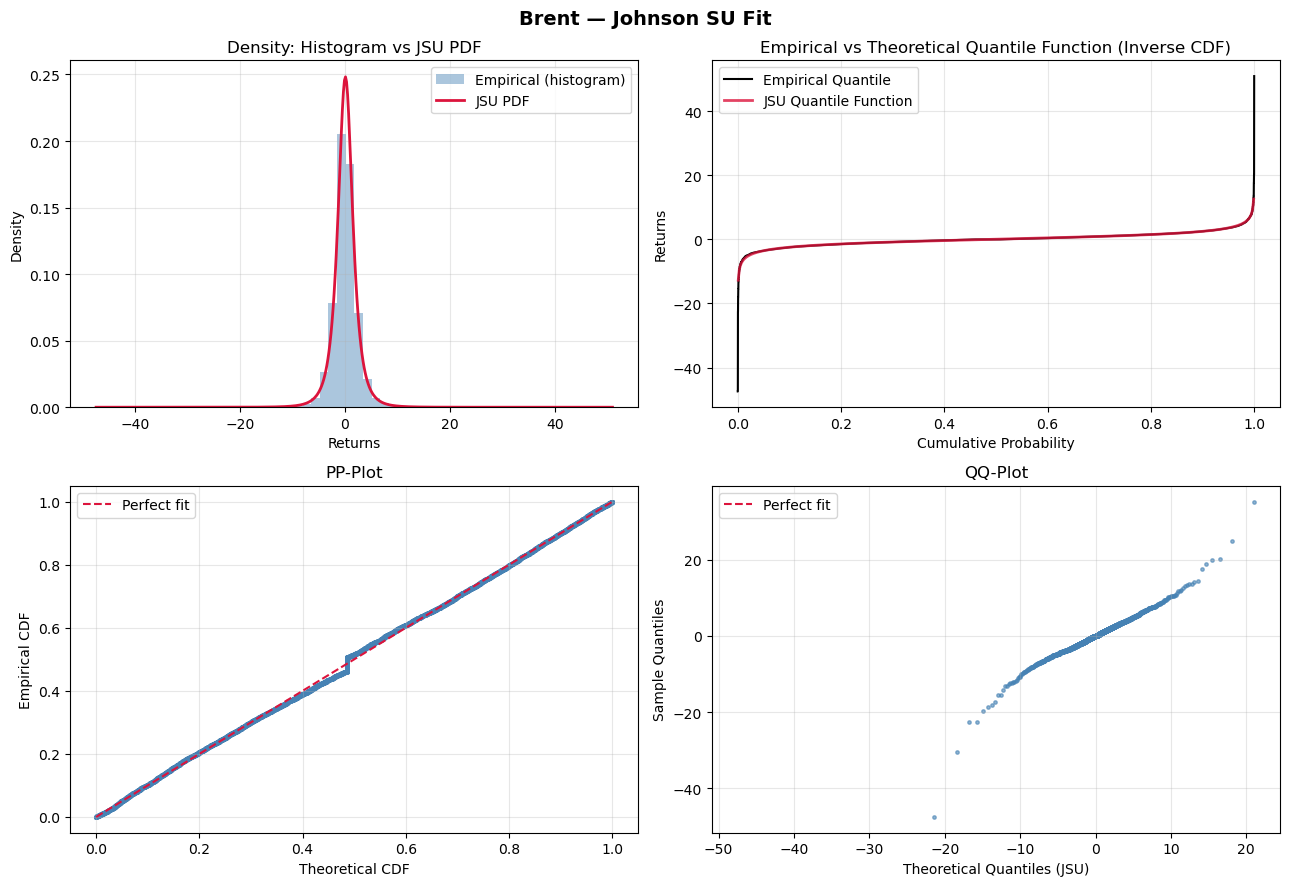 Brent — Johnson SU Fit
Density: Histogram vs JSU PDF
Empirical (histogram)
JSU PDF
0.25
0.20
0.15
0.10
0.05
0.00
Density
−40
−20
0
20
40
Returns
Empirical vs Theoretical Quantile Function (Inverse CDF)
Empirical Quantile
JSU Quantile Function
40
20
0
−20
−40
Returns
0.0
0.2
0.4
0.6
0.8
1.0
Cumulative Probability
PP-Plot
Perfect fit
1.0
0.8
0.6
0.4
0.2
0.0
Empirical CDF
0.0
0.2
0.4
0.6
0.8
1.0
Theoretical CDF
QQ-Plot
Perfect fit
20
0
−20
−40
Sample Quantiles
−50
−40
−30
−20
−10
0
10
20
Theoretical Quantiles (JSU)